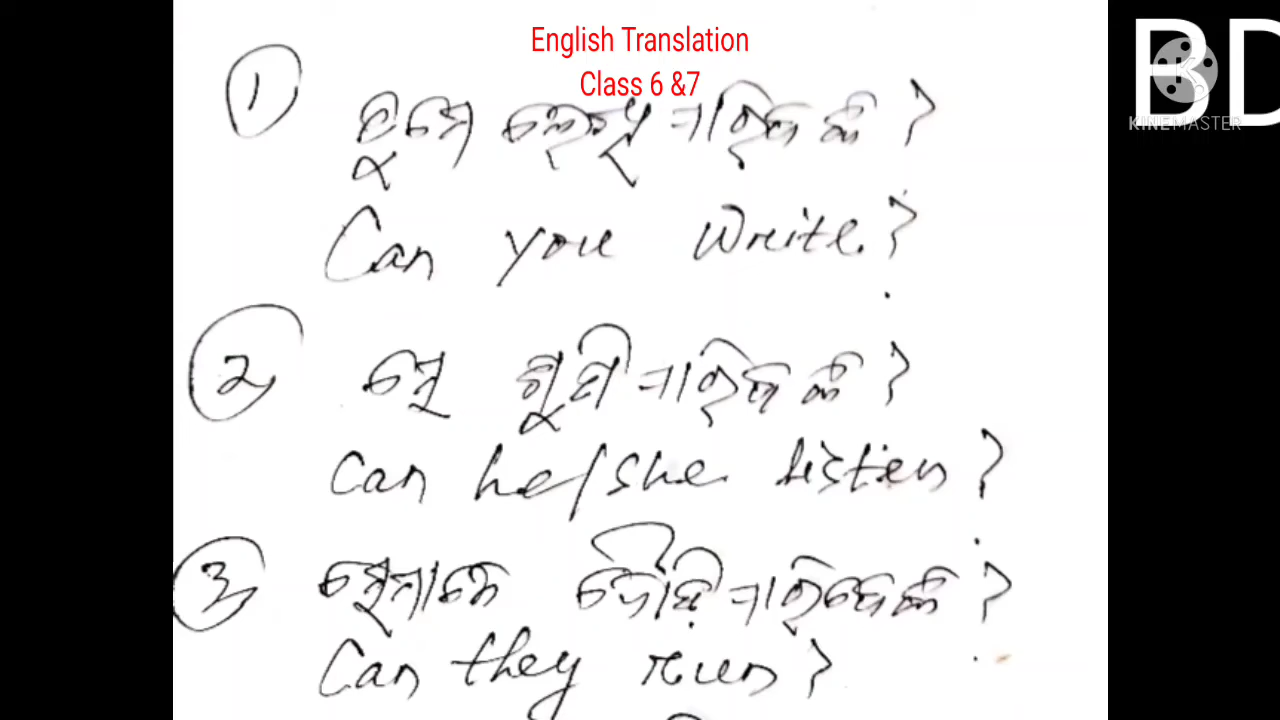 English Translation
Class 6 &7
BD
KINEMASTER
① ତୁମେ ଲେଖି ପାରିବ କି ?
Can you write?
② ସେ ଶୁଣି ପାରିବ କି ?
Can he/she listen ?
③ ସେମାନେ ଦୌଡ଼ି ପାରିବେ କି ?
Can they run ?